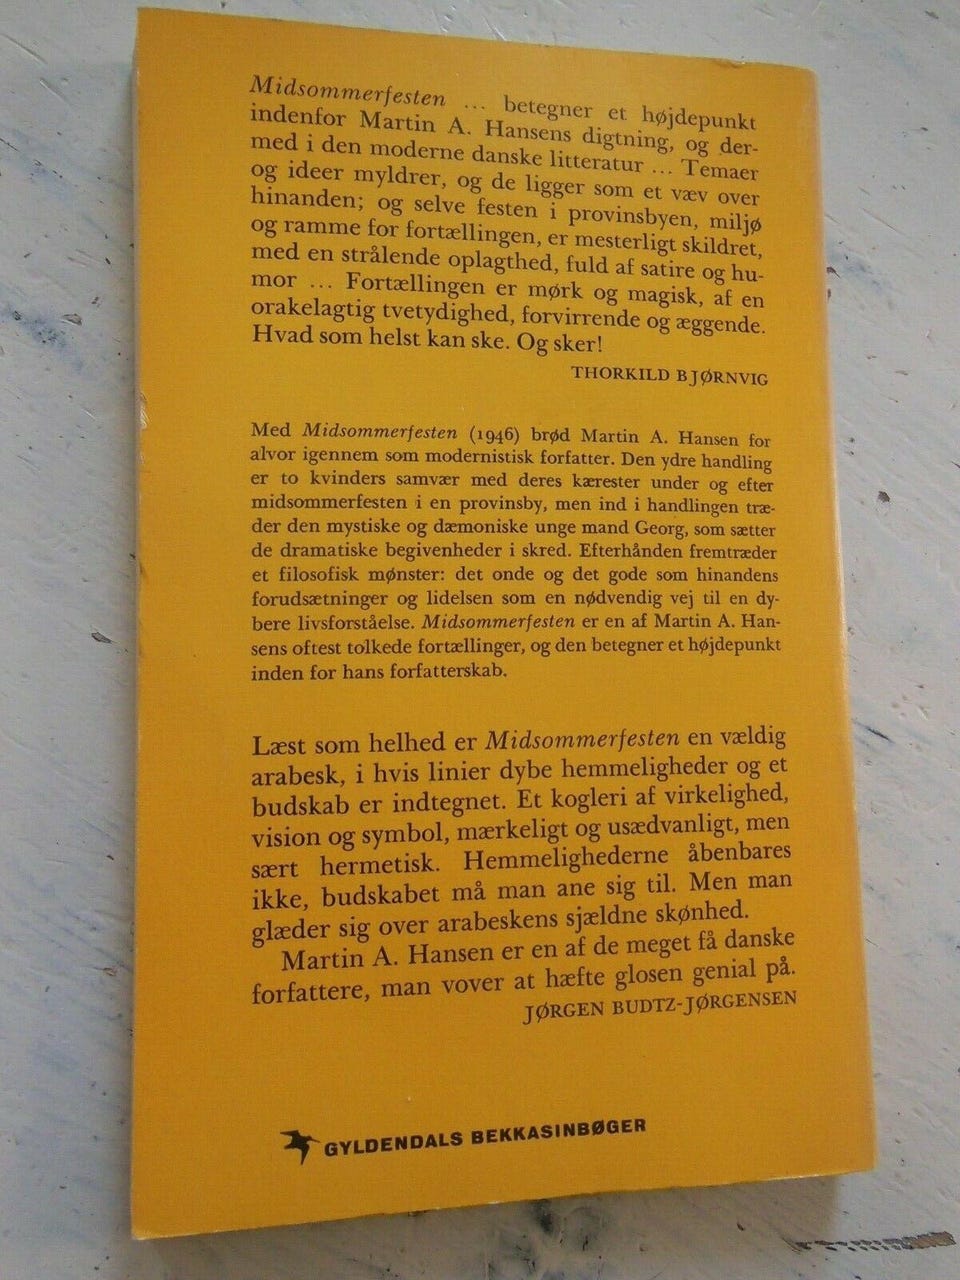 Midsommerfesten ... betegner et højdepunkt
indenfor Martin A. Hansens digtning, og der-
med i den moderne danske litteratur ... Temaer
og ideer myldrer, og de ligger som et væv over
hinanden; og selve festen i provinsbyen, miljø
og ramme for fortællingen, er mesterligt skildret,
med en strålende oplagthed, fuld af satire og hu-
mor ... Fortællingen er mørk og magisk, af en
orakelagtig tvetydighed, forvirrende og æggende.
Hvad som helst kan ske. Og sker!
THORKILD BJØRNVIG
Med Midsommerfesten (1946) brød Martin A. Hansen for
alvor igennem som modernistisk forfatter. Den ydre handling
er to kvinders samvær med deres kærester under og efter
midsommerfesten i en provinsby, men ind i handlingen træ-
der den mystiske og dæmoniske unge mand Georg, som sætter
de dramatiske begivenheder i skred. Efterhånden fremtræder
et filosofisk mønster: det onde og det gode som hinandens
forudsætninger og lidelsen som en nødvendig vej til en dy-
bere livsforståelse. Midsommerfesten er en af Martin A. Han-
sens oftest tolkede fortællinger, og den betegner et højdepunkt
inden for hans forfatterskab.
Læst som helhed er Midsommerfesten en vældig
arabesk, i hvis linier dybe hemmeligheder og et
budskab er indtegnet. Et kogleri af virkelighed,
vision og symbol, mærkeligt og usædvanligt, men
sært hermetisk. Hemmelighederne åbenbares
ikke, budskabet må man ane sig til. Men man
glæder sig over arabeskens sjældne skønhed.
Martin A. Hansen er en af de meget få danske
forfattere, man vover at hæfte glosen genial på.
JØRGEN BUDTZ-JØRGENSEN
GYLDENDALS BEKKASINBØGER